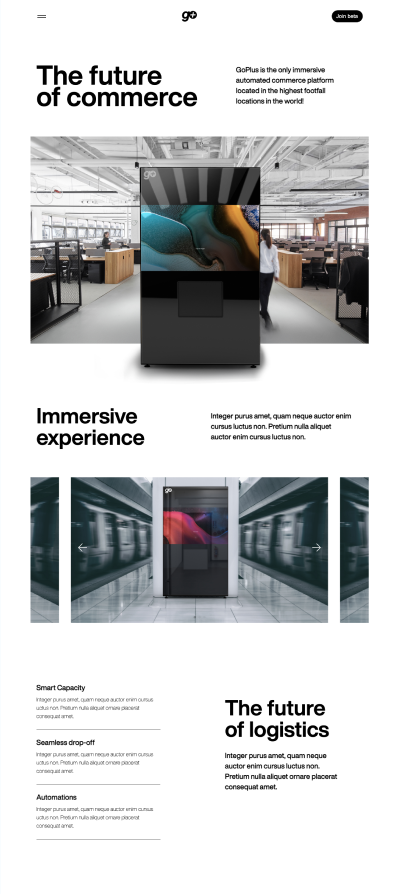 go+
Join beta
The future
of commerce
GoPlus is the only immersive
automated commerce platform
located in the highest footfall
locations in the world!
go
Immersive
experience
Integer purus amet, quam neque auctor enim
cursus luctus non. Pretium nulla aliquet
auctor enim cursus luctus non.
go
Smart Capacity
Integer purus amet, quam neque auctor enim cursus
uctus non. Pretium nulla aliquet ornare placerat
consequat amet.
Seamless drop-off
Integer purus amet, quam neque auctor enim cursus
uctus non. Pretium nulla aliquet ornare placerat
consequat amet.
Automations
Integer purus amet, quam neque auctor enim cursus
uctus non. Pretium nulla aliquet ornare placerat
consequat amet.
The future
of logistics
Integer purus amet, quam neque
auctor enim cursus luctus non.
Pretium nulla aliquet ornare placerat
consequat amet.